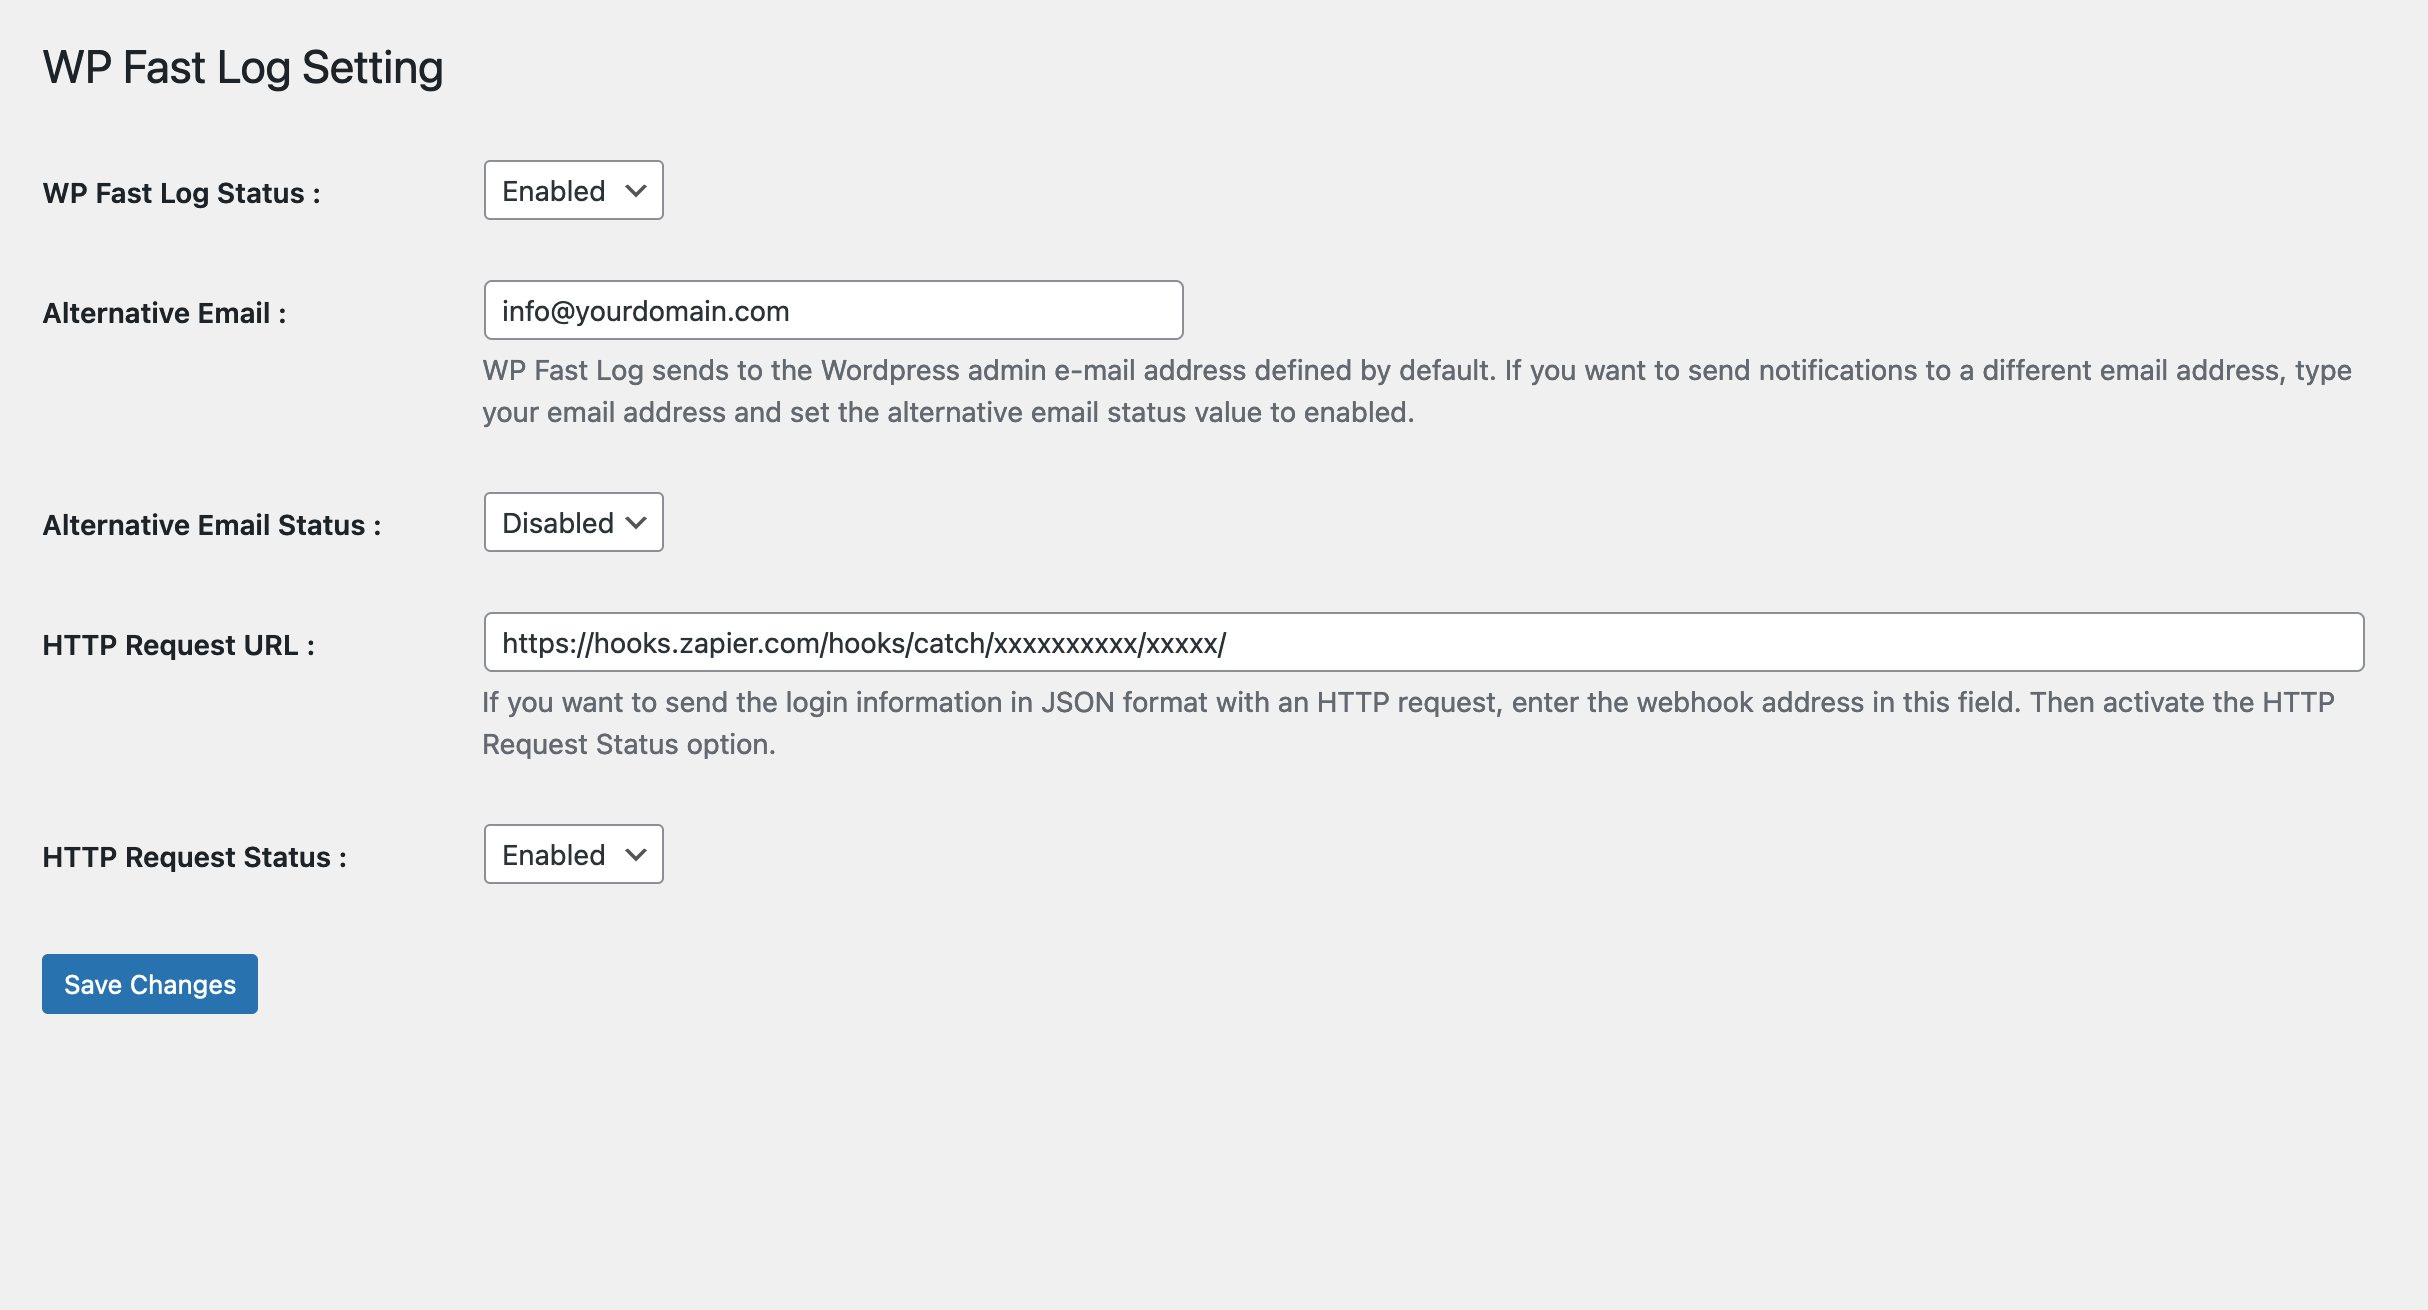 WP Fast Log Setting
WP Fast Log Status :
Enabled
Alternative Email :
info@yourdomain.com
WP Fast Log sends to the Wordpress admin e-mail address defined by default. If you want to send notifications to a different email address, type
your email address and set the alternative email status value to enabled.
Alternative Email Status :
Disabled
HTTP Request URL :
https://hooks.zapier.com/hooks/catch/xxxxxxxxxx/xxxxx/
If you want to send the login information in JSON format with an HTTP request, enter the webhook address in this field. Then activate the HTTP
Request Status option.
HTTP Request Status :
Enabled
Save Changes